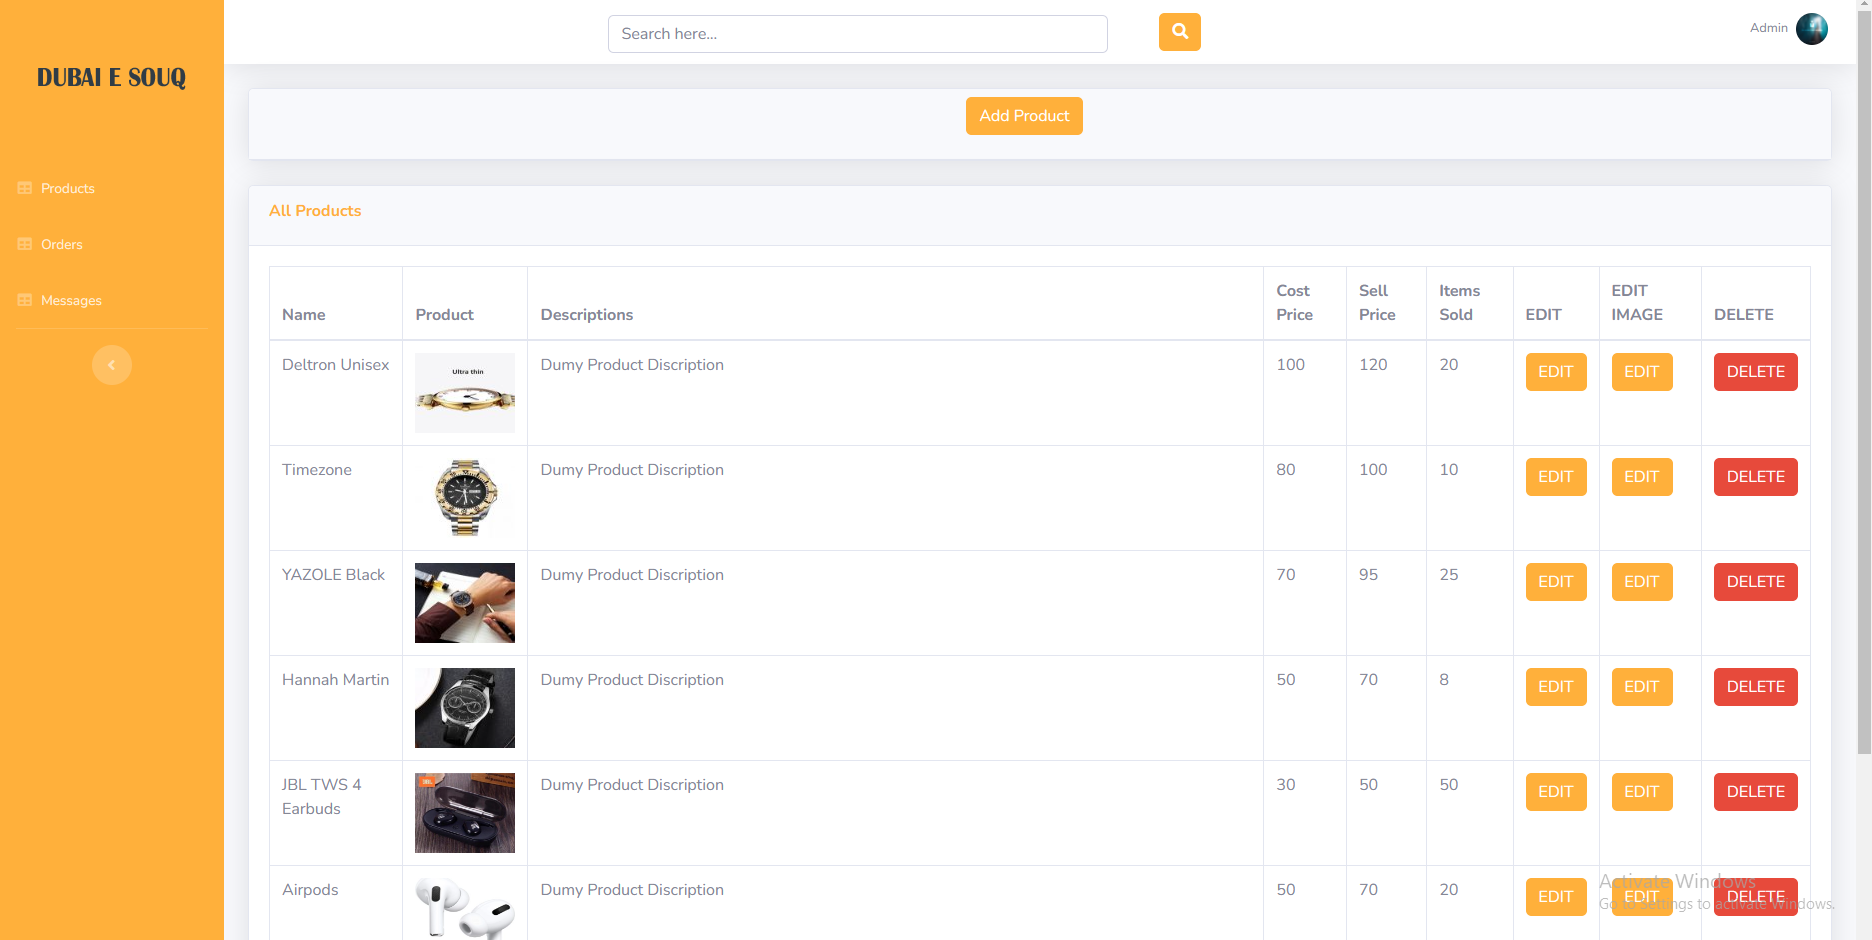 DUBAI E SOUQ
Products
Orders
Messages
Search here...
Admin
Add Product
All Products
Name Product Descriptions Cost Price Sell Price Items Sold EDIT EDIT IMAGE DELETE
Deltron Unisex Ultra thin Dumy Product Discription 100 120 20 EDIT EDIT DELETE
Timezone Dumy Product Discription 80 100 10 EDIT EDIT DELETE
YAZOLE Black Dumy Product Discription 70 95 25 EDIT EDIT DELETE
Hannah Martin Dumy Product Discription 50 70 8 EDIT EDIT DELETE
JBL TWS 4 Earbuds JBL Dumy Product Discription 30 50 50 EDIT EDIT DELETE
Airpods Dumy Product Discription 50 70 20 EDIT EDIT DELETE
Activate Windows
Go to Settings to activate Windows.